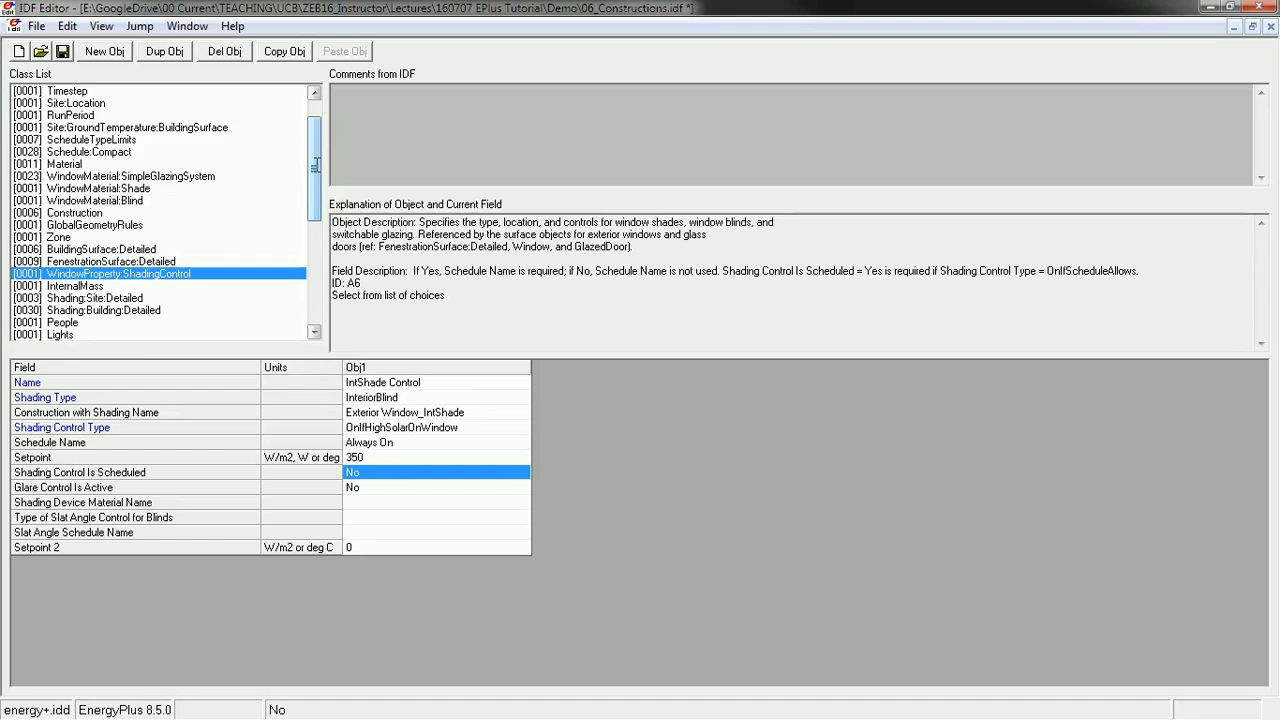 IDF Editor - [E:\GoogleDrive\00 Current\TEACHING\UCB\ZEB16_Instructor\Lectures\160707 EPlus Tutorial\Demo\06_Constructions.idf *]
File Edit View Jump Window Help
New Obj Dup Obj Del Obj Copy Obj Paste Obj
Class List
Comments from IDF
[0001] Timestep
[0001] Site:Location
[0001] RunPeriod
[0001] Site:GroundTemperature:BuildingSurface
[0007] ScheduleTypeLimits
[0028] Schedule:Compact
[0011] Material
[0023] WindowMaterial:SimpleGlazingSystem
[0001] WindowMaterial:Shade
[0001] WindowMaterial:Blind
[0006] Construction
[0001] GlobalGeometryRules
[0001] Zone
[0006] BuildingSurface:Detailed
[0009] FenestrationSurface:Detailed
[0001] WindowProperty:ShadingControl
[0001] InternalMass
[0003] Shading:Site:Detailed
[0030] Shading:Building:Detailed
[0001] People
[0001] Lights
Explanation of Object and Current Field
Object Description: Specifies the type, location, and controls for window shades, window blinds, and
switchable glazing. Referenced by the surface objects for exterior windows and glass
doors (ref: FenestrationSurface:Detailed, Window, and GlazedDoor).
Field Description: If Yes, Schedule Name is required; if No, Schedule Name is not used. Shading Control Is Scheduled = Yes is required if Shading Control Type = OnIfScheduleAllows.
ID: A6
Select from list of choices
Field Units Obj1
Name IntShade Control
Shading Type InteriorBlind
Construction with Shading Name Exterior Window_IntShade
Shading Control Type OnIfHighSolarOnWindow
Schedule Name Always On
Setpoint W/m2, W or deg 350
Shading Control Is Scheduled No
Glare Control Is Active No
Shading Device Material Name
Type of Slat Angle Control for Blinds
Slat Angle Schedule Name
Setpoint 2 W/m2 or deg C 0
energy+.idd EnergyPlus 8.5.0 No